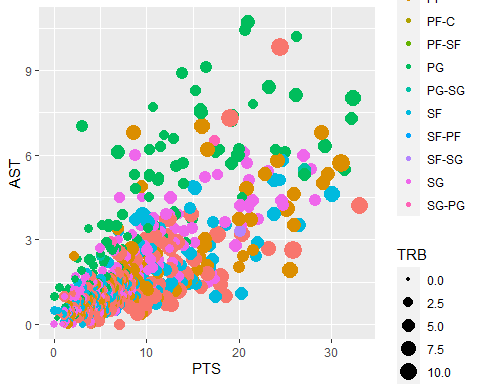 PF
PF-C
PF-SF
PG
PG-SG
SF
SF-PF
SF-SG
SG
SG-PG
TRB
0.0
2.5
5.0
7.5
10.0
AST
9
6
3
0
0 10 20 30
PTS